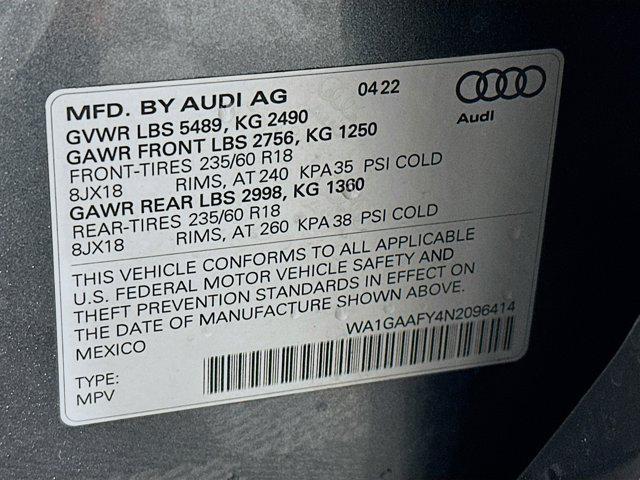 MFD. BY AUDI AG 04 22
Audi
GVWR LBS 5489, KG 2490
GAWR FRONT LBS 2756, KG 1250
FRONT-TIRES 235/60 R18
8JX18 RIMS, AT 240 KPA 35 PSI COLD
GAWR REAR LBS 2998, KG 1360
REAR-TIRES 235/60 R18
8JX18 RIMS, AT 260 KPA 38 PSI COLD
THIS VEHICLE CONFORMS TO ALL APPLICABLE
U.S. FEDERAL MOTOR VEHICLE SAFETY AND
THEFT PREVENTION STANDARDS IN EFFECT ON
THE DATE OF MANUFACTURE SHOWN ABOVE.
MEXICO WA1GAAFY4N2096414
TYPE:
MPV